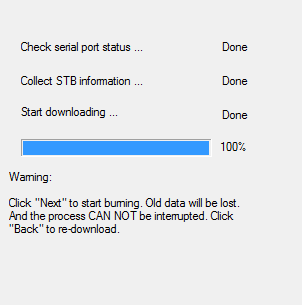 Check serial port status ... Done
Collect STB information ... Done
Start downloading ... Done
100%
Warning:
Click "Next" to start burning. Old data will be lost.
And the process CAN NOT be interrupted. Click
"Back" to re-download.